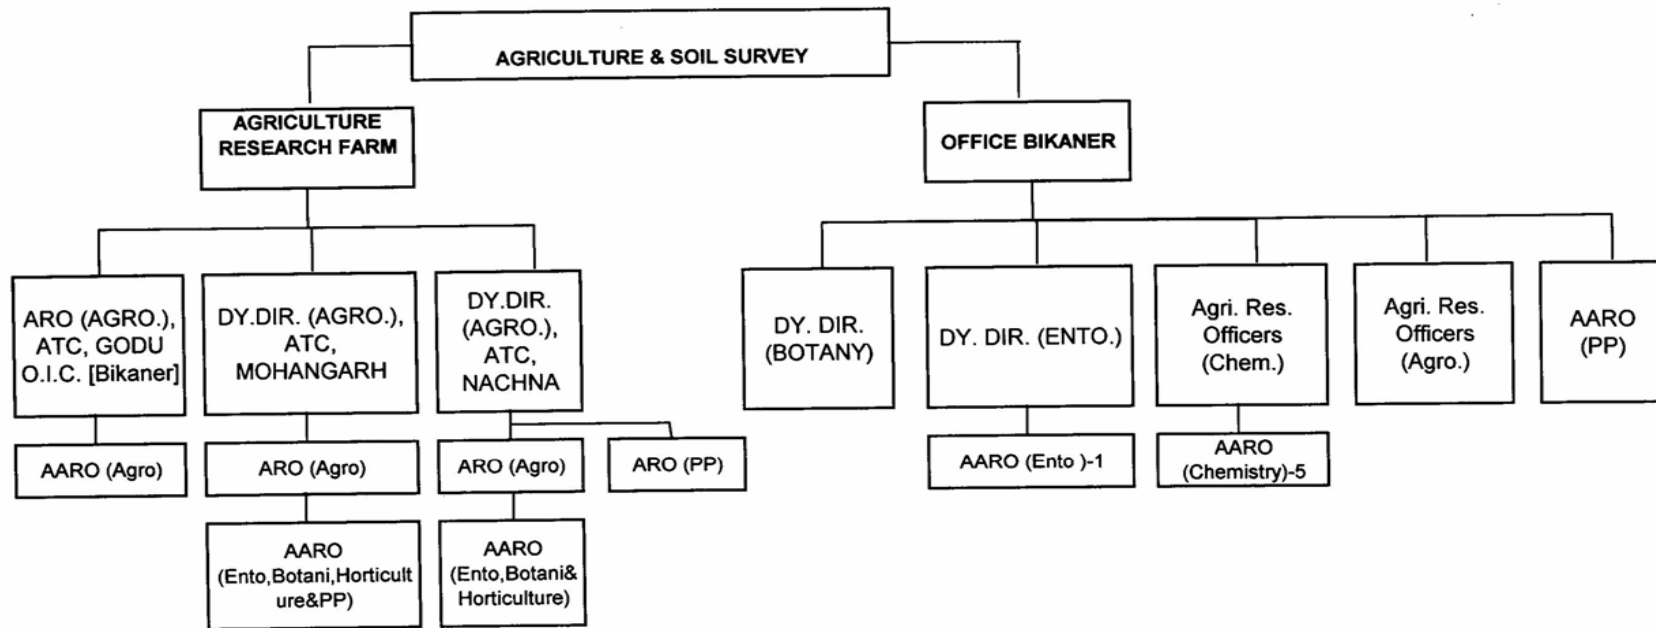 AGRICULTURE & SOIL SURVEY
AGRICULTURE
RESEARCH FARM
OFFICE BIKANER
ARO (AGRO.),
ATC, GODU
O.I.C. [Bikaner]
DY.DIR. (AGRO.),
ATC,
MOHANGARH
DY.DIR.
(AGRO.),
ATC,
NACHNA
DY. DIR.
(BOTANY)
DY. DIR. (ENTO.)
Agri. Res.
Officers
(Chem.)
Agri. Res.
Officers
(Agro.)
AARO
(PP)
AARO (Agro)
ARO (Agro)
ARO (Agro)
ARO (PP)
AARO (Ento )-1
AARO
(Chemistry)-5
AARO
(Ento,Botani,Horticult
ure&PP)
AARO
(Ento,Botani&
Horticulture)